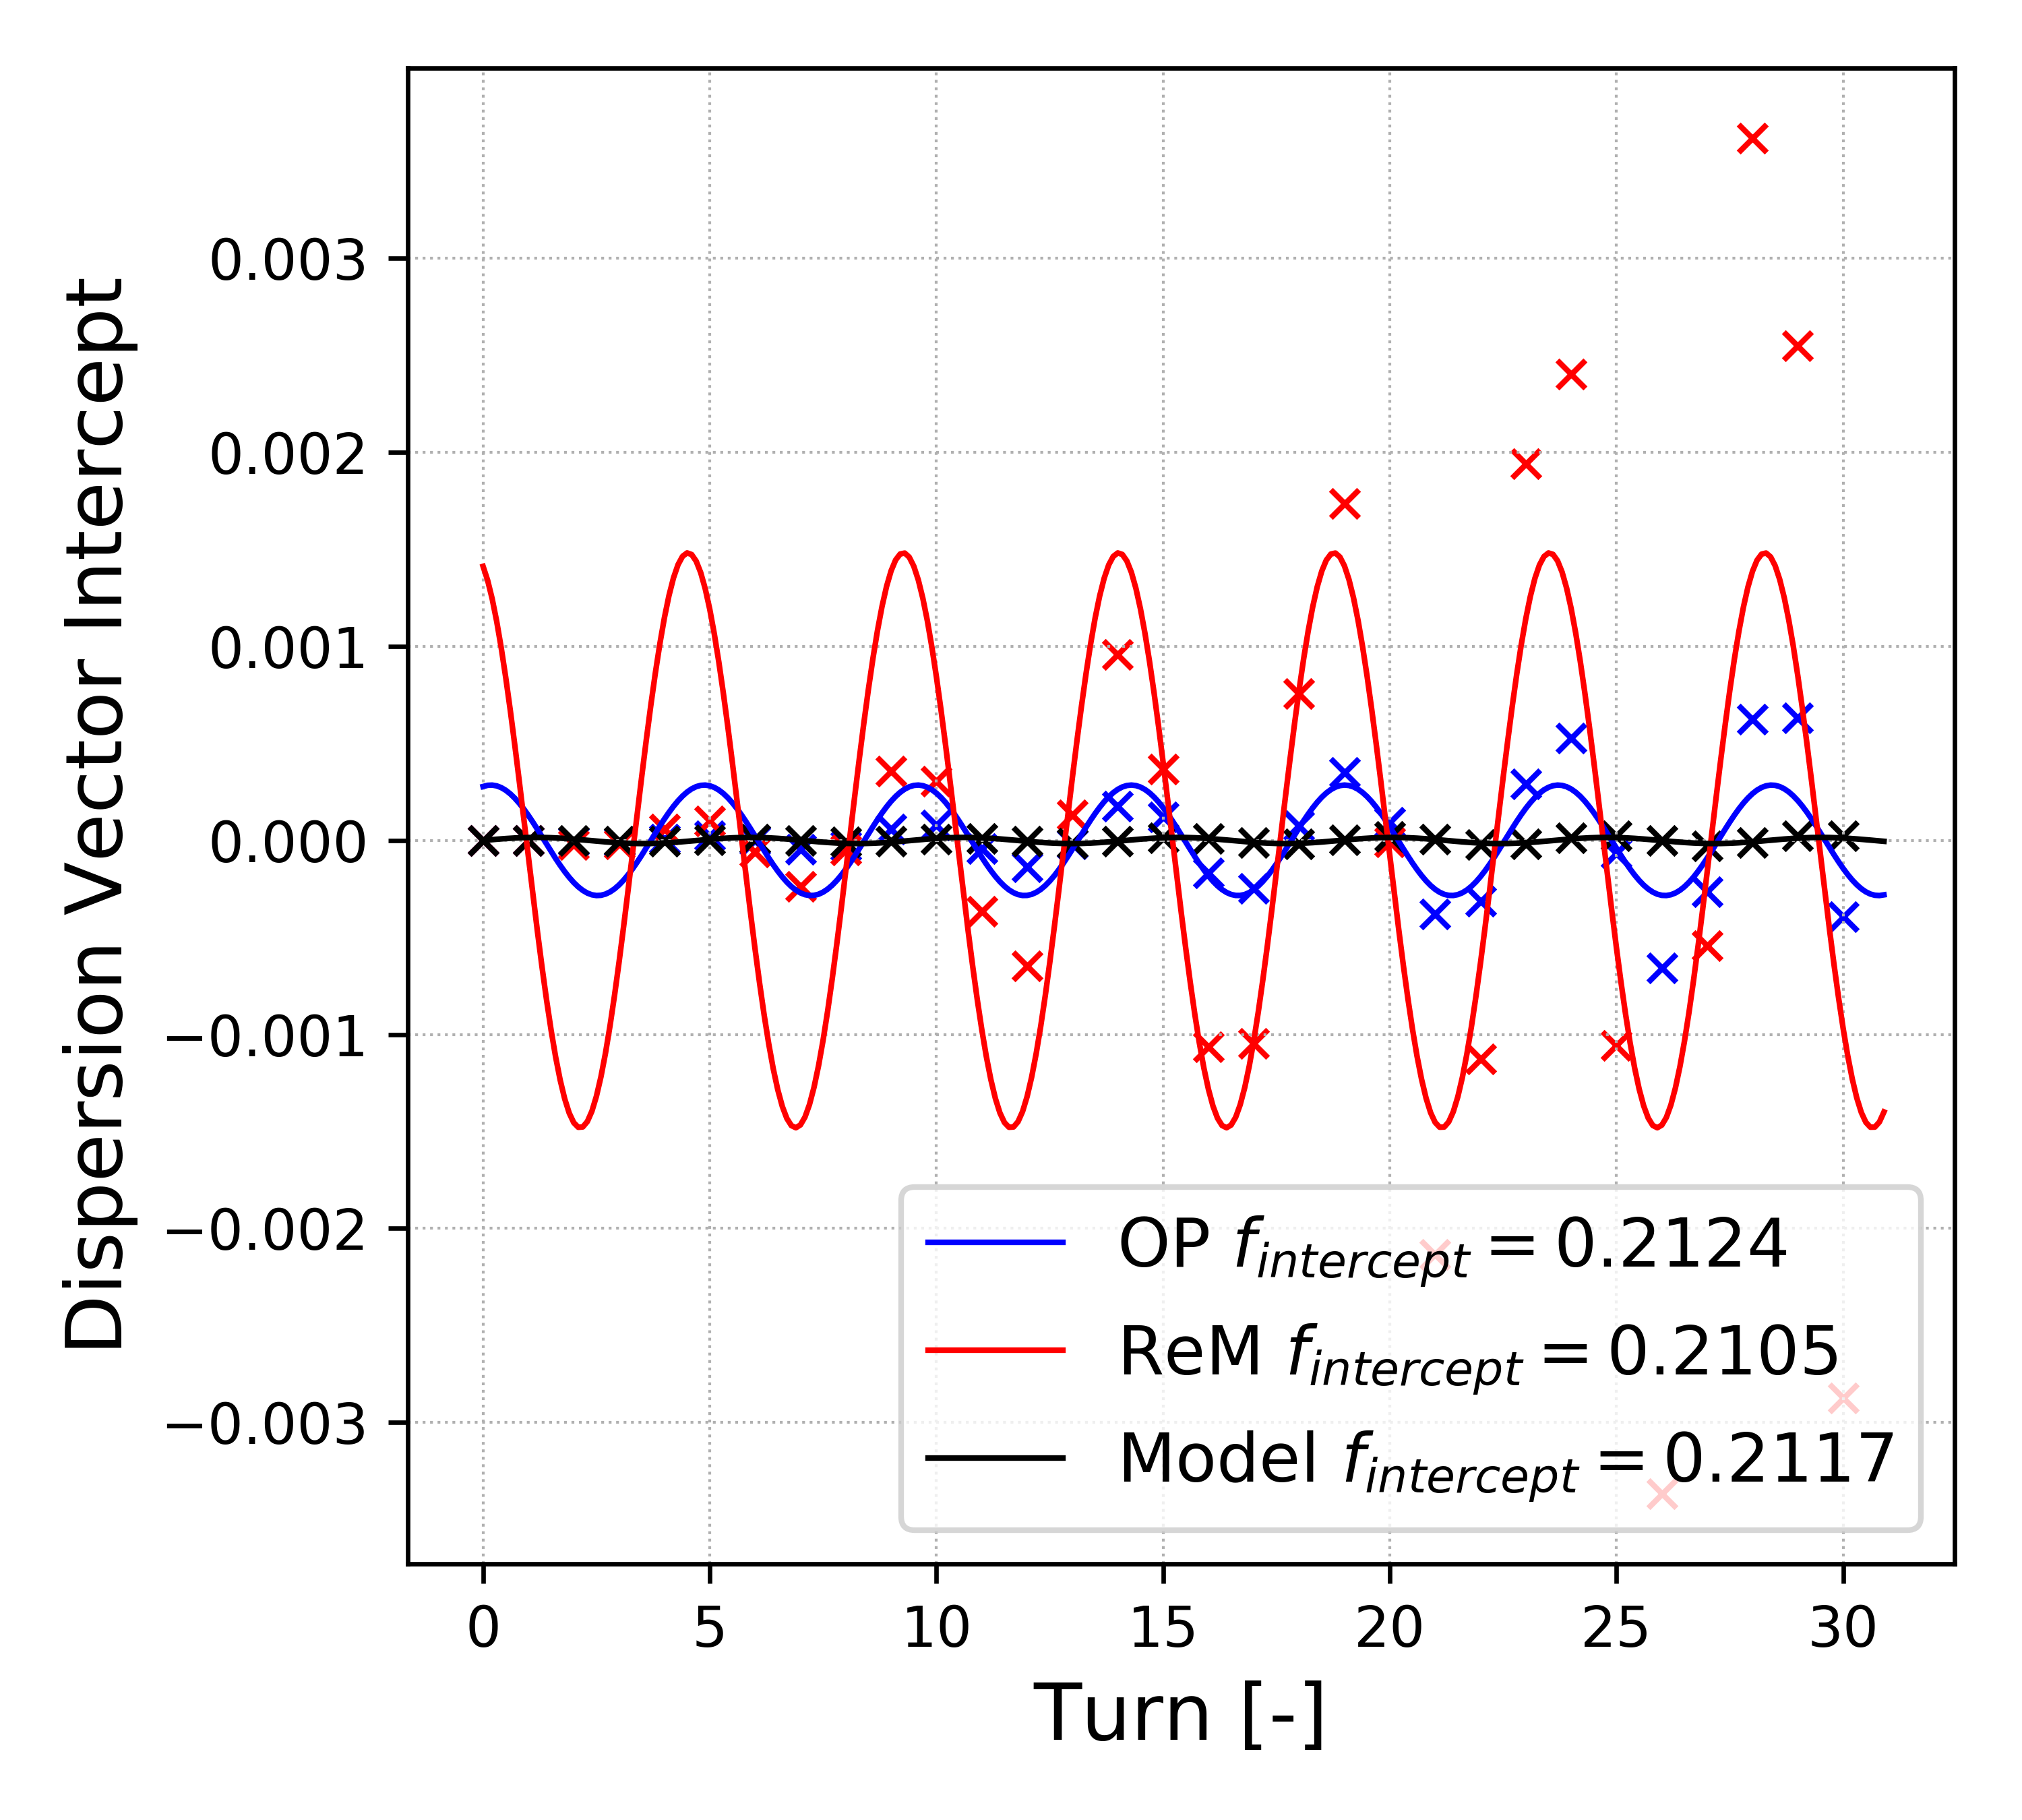 Dispersion Vector Intercept
0.003
0.002
0.001
0.000
−0.001
−0.002
−0.003
OP f_intercept = 0.2124
ReM f_intercept = 0.2105
Model f_intercept = 0.2117
0 5 10 15 20 25 30
Turn [-]